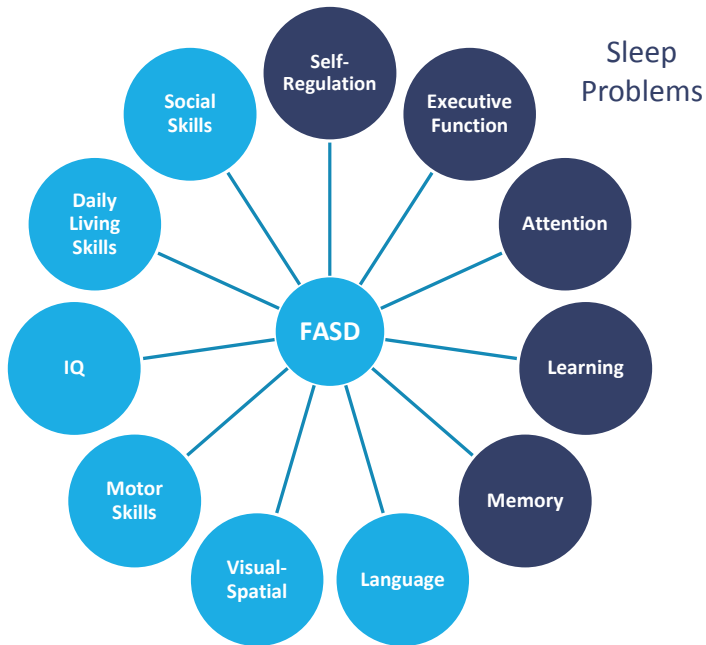 Self-
Regulation
Executive
Function
Sleep
Problems
Attention
Learning
Memory
Language
Visual-
Spatial
Motor
Skills
IQ
Daily
Living
Skills
Social
Skills
FASD